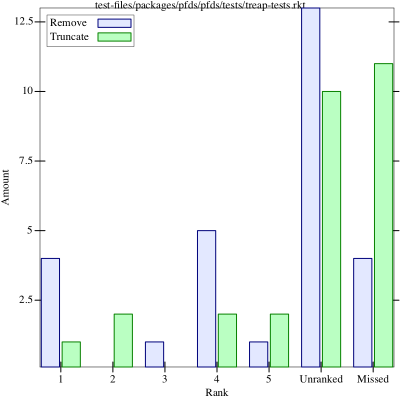 test-files/packages/pfds/pfds/tests/treap-tests.rkt
Remove
Truncate
12.5
10
7.5
5
2.5
Amount
1 2 3 4 5 Unranked Missed
Rank